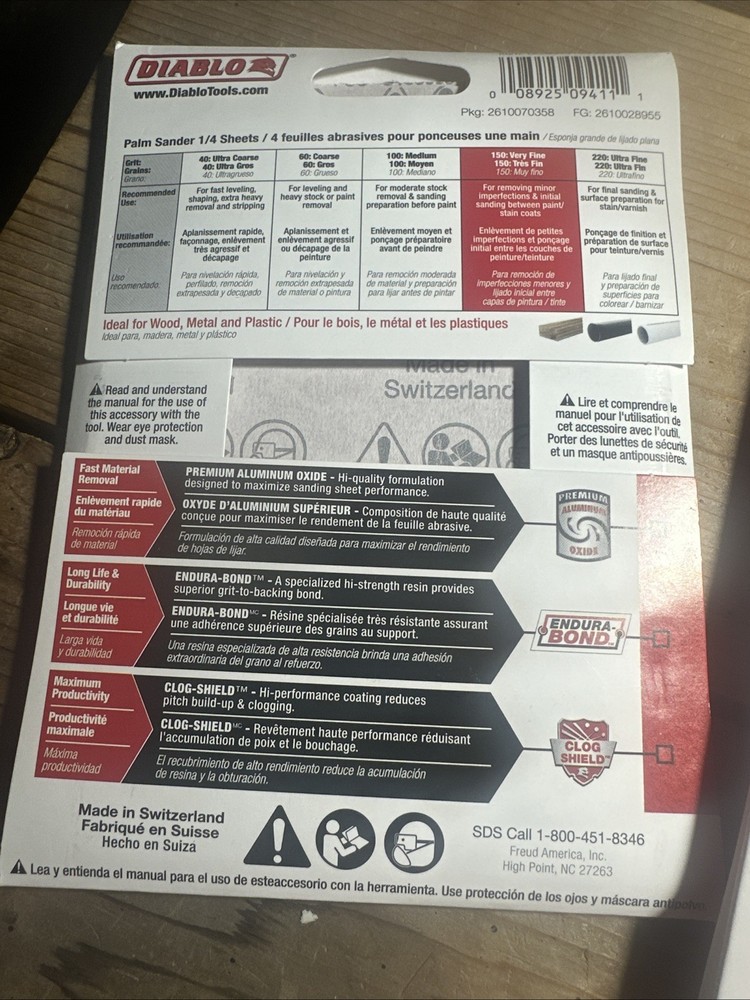 DIABLO
www.DiabloTools.com
0 08925 09411 1
Pkg: 2610070358 FG: 2610028955
Palm Sander 1/4 Sheets / 4 feuilles abrasives pour ponceuses une main / Esponja grande de lijado plana
Grit:
Grains:
Grano:
40: Ultra Coarse
40: Ultra Gros
40: Ultragrueso
60: Coarse
60: Gros
60: Grueso
100: Medium
100: Moyen
100: Mediano
150: Very Fine
150: Très Fin
150: Muy fino
220: Ultra Fine
220: Ultra Fin
220: Ultrafino
Recommended
Use:
For fast leveling,
shaping, extra heavy
removal and stripping
For leveling and
heavy stock or paint
removal
For moderate stock
removal & sanding
preparation before paint
For removing minor
imperfections & initial
sanding between paint/
stain coats
For final sanding &
surface preparation for
stain/varnish
Utilisation
recommandée:
Aplanissement rapide,
façonnage, enlèvement
très agressif et
décapage
Aplanissement et
enlèvement agressif
ou décapage de la
peinture
Enlèvement moyen et
ponçage préparatoire
avant de peindre
Enlèvement de petites
imperfections et ponçage
initial entre les couches de
peinture/teinture
Ponçage de finition et
préparation de surface
pour teinture/vernis
Uso
recomendado:
Para nivelación rápida,
perfilado, remoción
extrapesada y decapado
Para nivelación y
remoción extrapesada
de material o pintura
Para remoción moderada
de material y preparación
para lijar antes de pintar
Para remoción de
imperfecciones menores y
lijado inicial entre
capas de pintura / tinte
Para lijado final
y preparación de
superficies para
colorear / barnizar
Ideal for Wood, Metal and Plastic / Pour le bois, le métal et les plastiques
Ideal para, madera, metal y plástico
Read and understand
the manual for the use of
this accessory with the
tool. Wear eye protection
and dust mask.
Made in
Switzerland
Lire et comprendre le
manuel pour l'utilisation de
cet accessoire avec l'outil.
Porter des lunettes de sécurité
et un masque antipoussières.
Fast Material
Removal
Enlèvement rapide
du matériau
Remoción rápida
de material
PREMIUM ALUMINUM OXIDE - Hi-quality formulation
designed to maximize sanding sheet performance.
OXYDE D'ALUMINIUM SUPÉRIEUR - Composition de haute qualité
conçue pour maximiser le rendement de la feuille abrasive.
Formulación de alta calidad diseñada para maximizar el rendimiento
de hojas de lijar.
PREMIUM
ALUMINUM
OXIDE
Long Life &
Durability
Longue vie
et durabilité
Larga vida
y durabilidad
ENDURA-BOND™ - A specialized hi-strength resin provides
superior grit-to-backing bond.
ENDURA-BOND MC - Résine spécialisée très résistante assurant
une adhérence supérieure des grains au support.
Una resina especializada de alta resistencia brinda una adhesión
extraordinaria del grano al refuerzo.
ENDURA-
BOND™
Maximum
Productivity
Productivité
maximale
Máxima
productividad
CLOG-SHIELD™ - Hi-performance coating reduces
pitch build-up & clogging.
CLOG-SHIELD MC - Revêtement haute performance réduisant
l'accumulation de poix et le bouchage.
El recubrimiento de alto rendimiento reduce la acumulación
de resina y la obturación.
CLOG
SHIELD™
Made in Switzerland
Fabriqué en Suisse
Hecho en Suiza
SDS Call 1-800-451-8346
Freud America, Inc.
High Point, NC 27263
Lea y entienda el manual para el uso de esteaccesorio con la herramienta. Use protección de los ojos y máscara antipolvo.